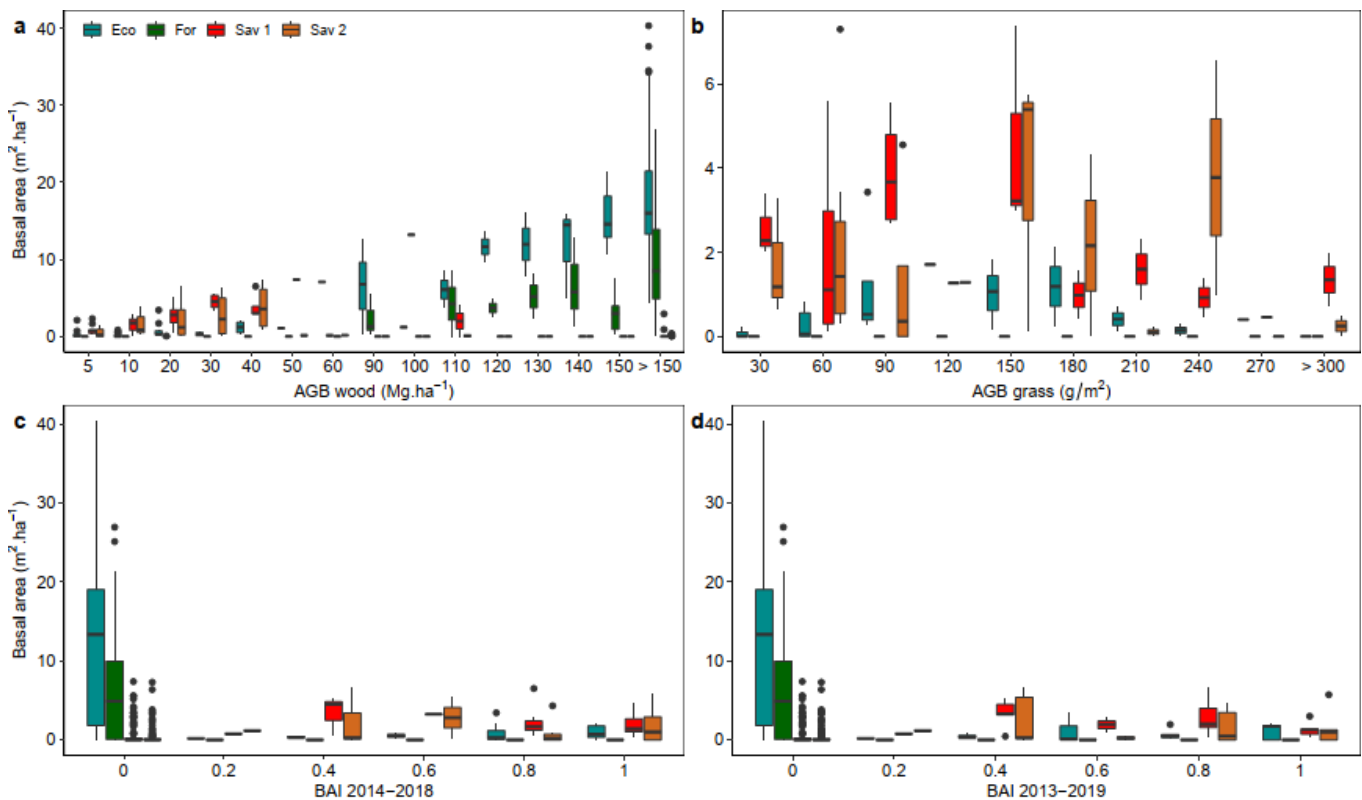 a
Eco For Sav 1 Sav 2
40
30
20
10
0
Basal area (m².ha⁻¹)
5 10 20 30 40 50 60 90 100 110 120 130 140 150 > 150
AGB wood (Mg.ha⁻¹)
b
6
4
2
0
30 60 90 120 150 180 210 240 270 > 300
AGB grass (g/m²)
c
40
30
20
10
0
Basal area (m².ha⁻¹)
0 0.2 0.4 0.6 0.8 1
BAI 2014−2018
d
40
30
20
10
0
0 0.2 0.4 0.6 0.8 1
BAI 2013−2019